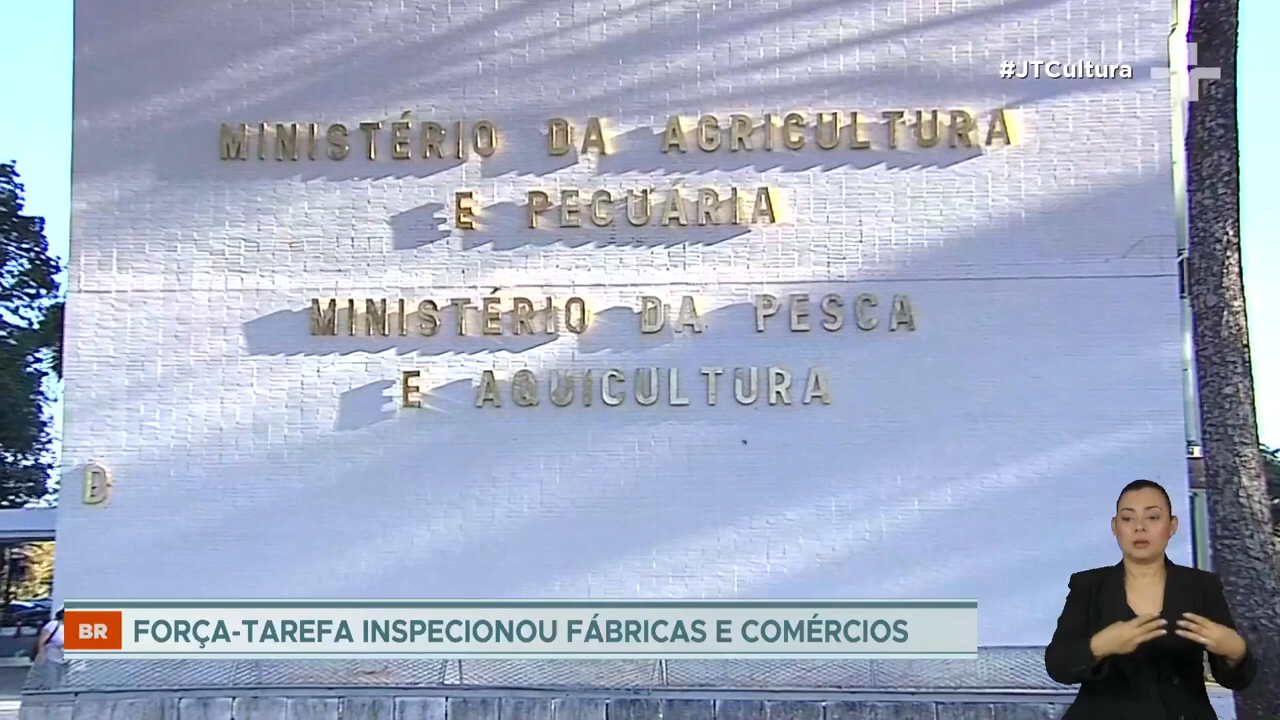 #JTCultura
MINISTÉRIO DA AGRICULTURA
E PECUÁRIA
MINISTÉRIO DA PESCA
E AQUICULTURA
D
BR FORÇA-TAREFA INSPECIONOU FÁBRICAS E COMÉRCIOS